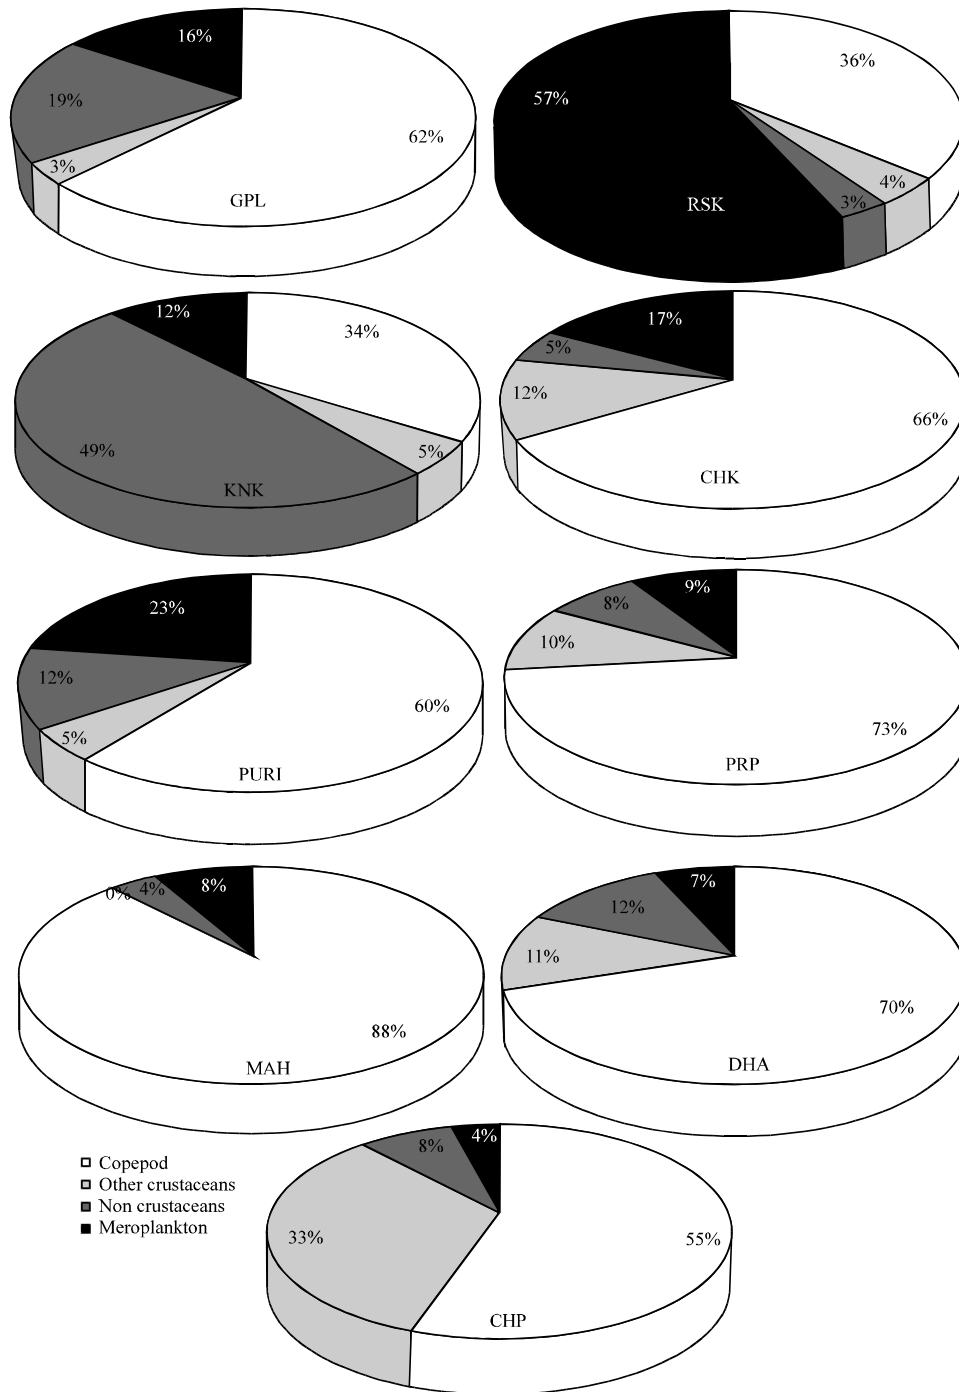 16%
19%
3%
62%
GPL
57%
36%
4%
3%
RSK
12%
34%
49%
5%
KNK
17%
5%
12%
66%
CHK
23%
12%
5%
60%
PURI
9%
8%
10%
73%
PRP
0%
4%
8%
88%
MAH
7%
12%
11%
70%
DHA
Copepod
Other crustaceans
Non crustaceans
Meroplankton
4%
8%
33%
55%
CHP